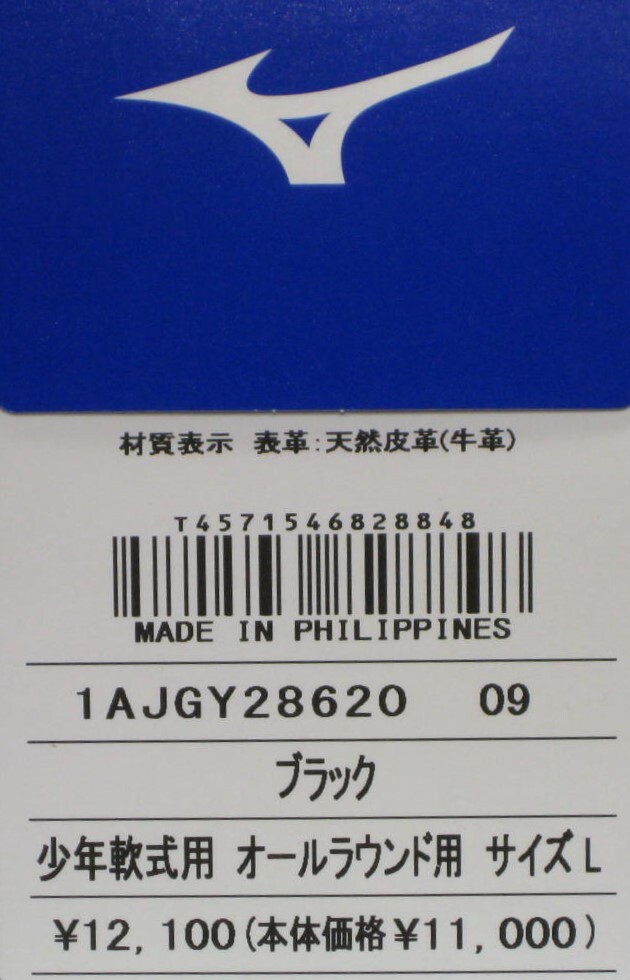 材質表示 表革:天然皮革(牛革)
T4571546828848
MADE IN PHILIPPINES
1AJGY28620 09
ブラック
少年軟式用 オールラウンド用 サイズL
¥12,100(本体価格¥11,000)